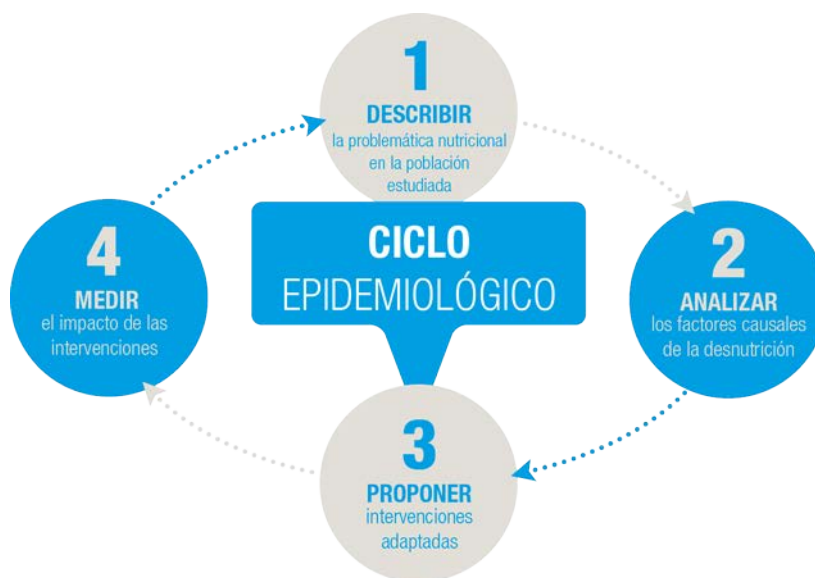 1
DESCRIBIR
la problemática nutricional
en la población
estudiada
CICLO
EPIDEMIOLÓGICO
2
ANALIZAR
los factores causales
de la desnutrición
3
PROPONER
intervenciones
adaptadas
4
MEDIR
el impacto de las
intervenciones